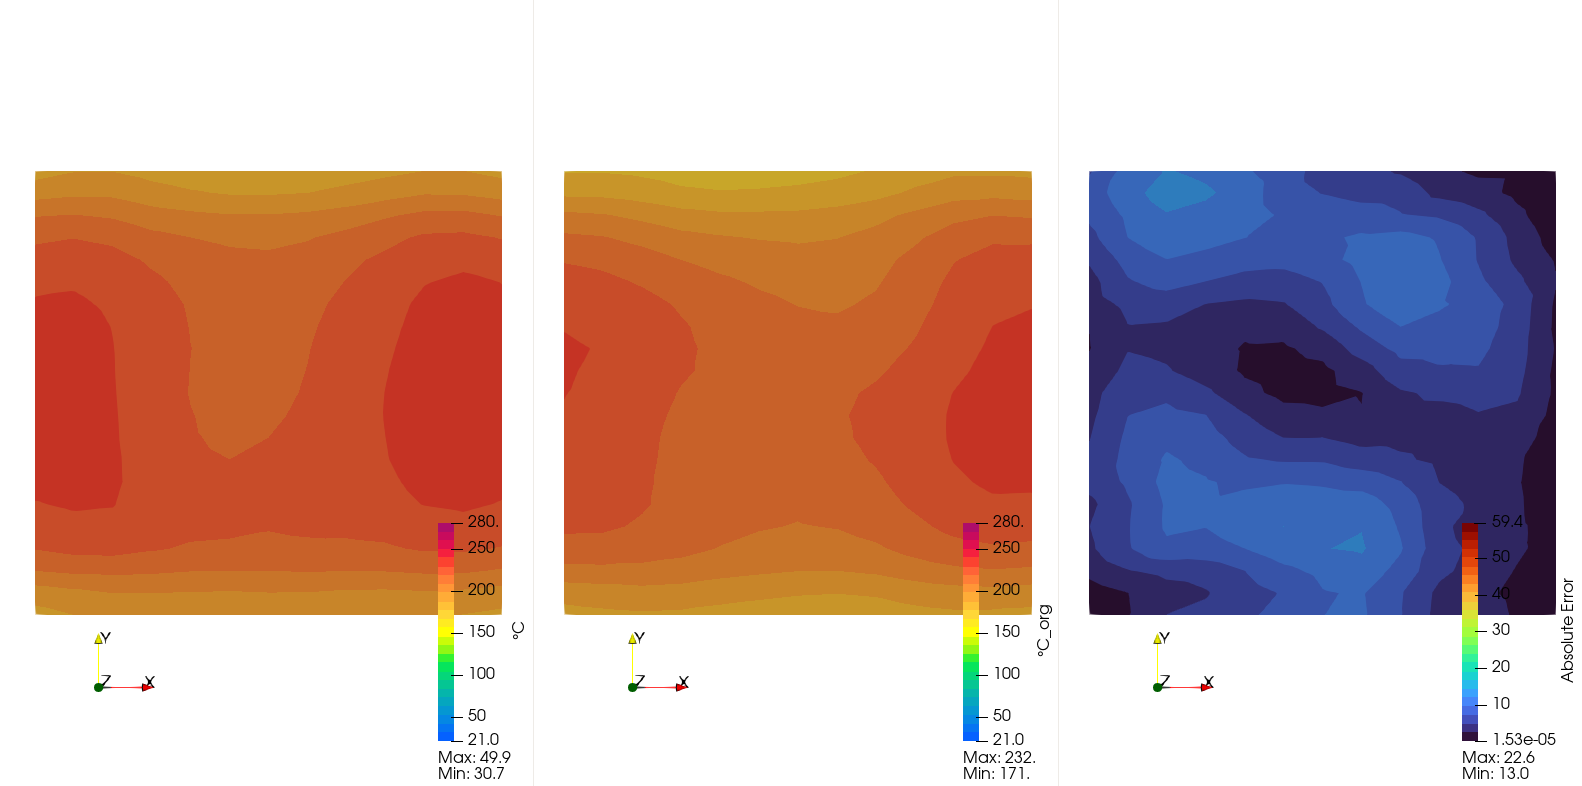 280.
250
200
150
100
50
21.0
°C
Max: 49.9
Min: 30.7
Y
Z
X
280.
250
200
150
100
50
21.0
°C_org
Max: 232.
Min: 171.
Y
Z
X
59.4
50
40
30
20
10
1.53e-05
Absolute Error
Max: 22.6
Min: 13.0
Y
Z
X